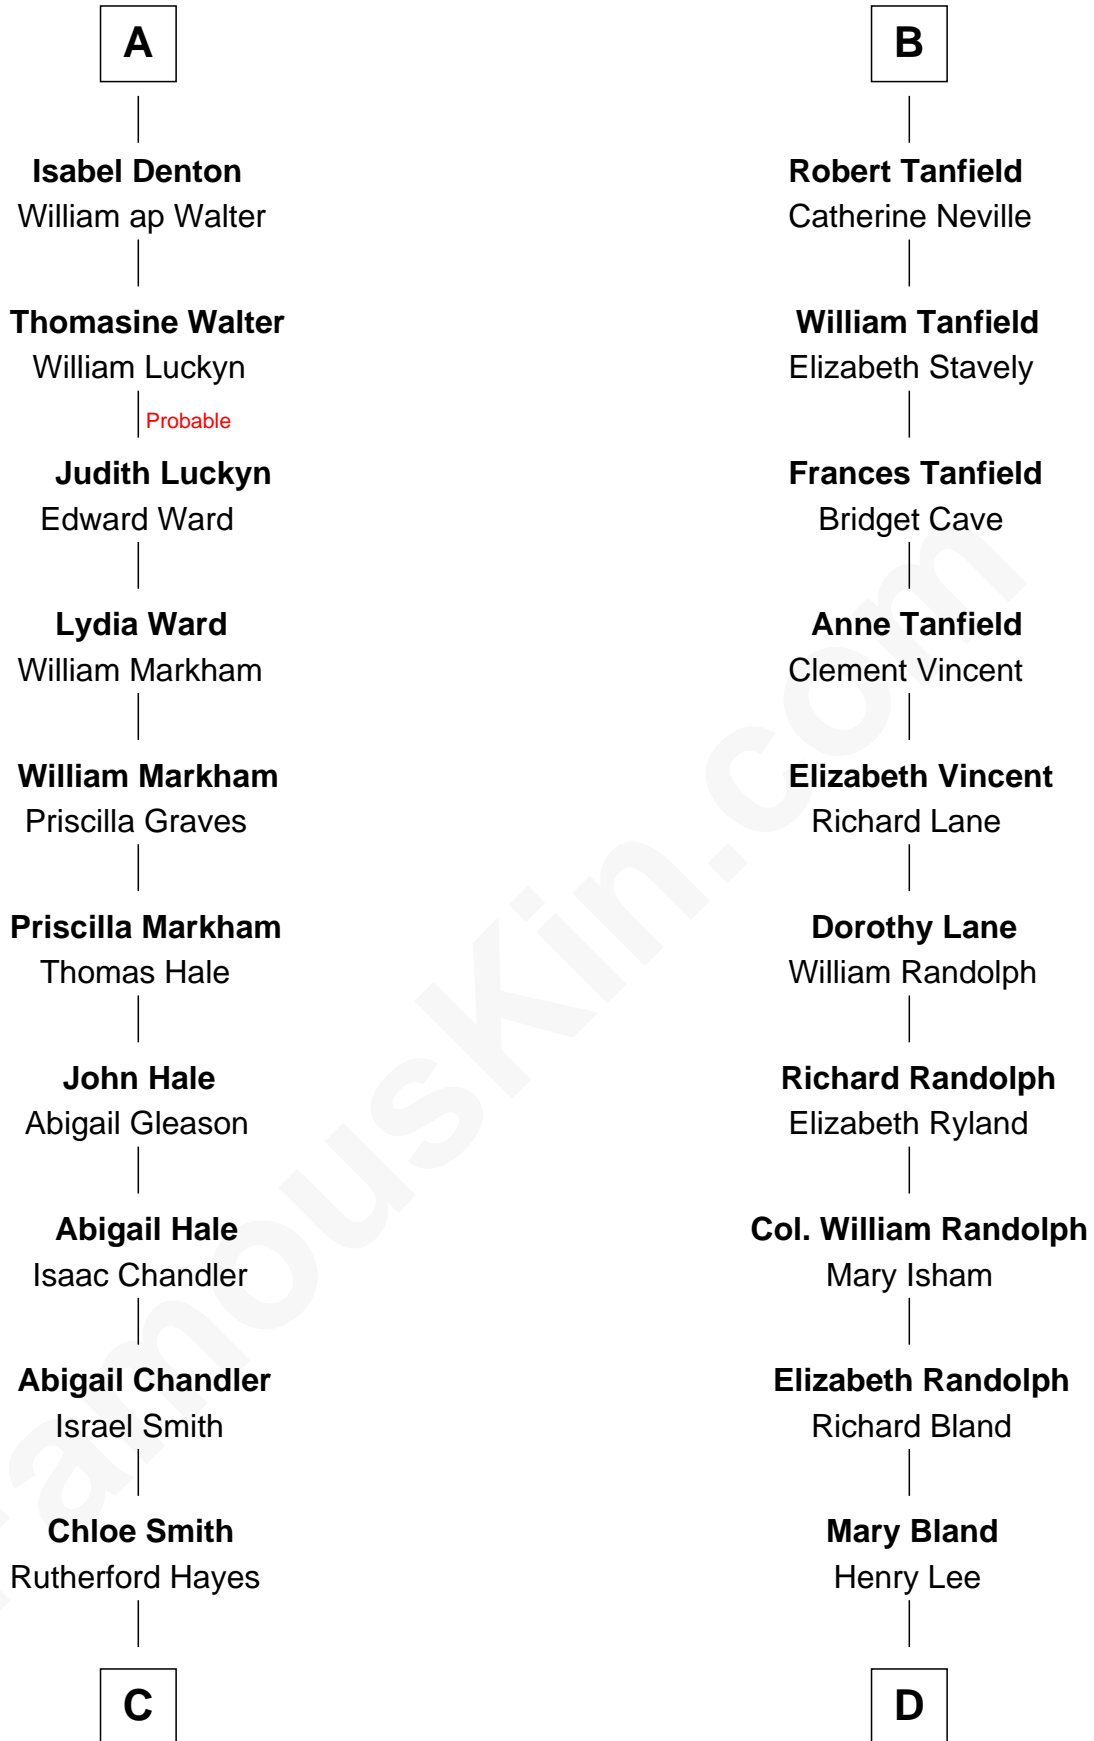 A
Isabel Denton
William ap Walter
Thomasine Walter
William Luckyn
Probable
Judith Luckyn
Edward Ward
Lydia Ward
William Markham
William Markham
Priscilla Graves
Priscilla Markham
Thomas Hale
John Hale
Abigail Gleason
Abigail Hale
Isaac Chandler
Abigail Chandler
Israel Smith
Chloe Smith
Rutherford Hayes
C
B
Robert Tanfield
Catherine Neville
William Tanfield
Elizabeth Stavely
Frances Tanfield
Bridget Cave
Anne Tanfield
Clement Vincent
Elizabeth Vincent
Richard Lane
Dorothy Lane
William Randolph
Richard Randolph
Elizabeth Ryland
Col. William Randolph
Mary Isham
Elizabeth Randolph
Richard Bland
Mary Bland
Henry Lee
D
FamousKin.com